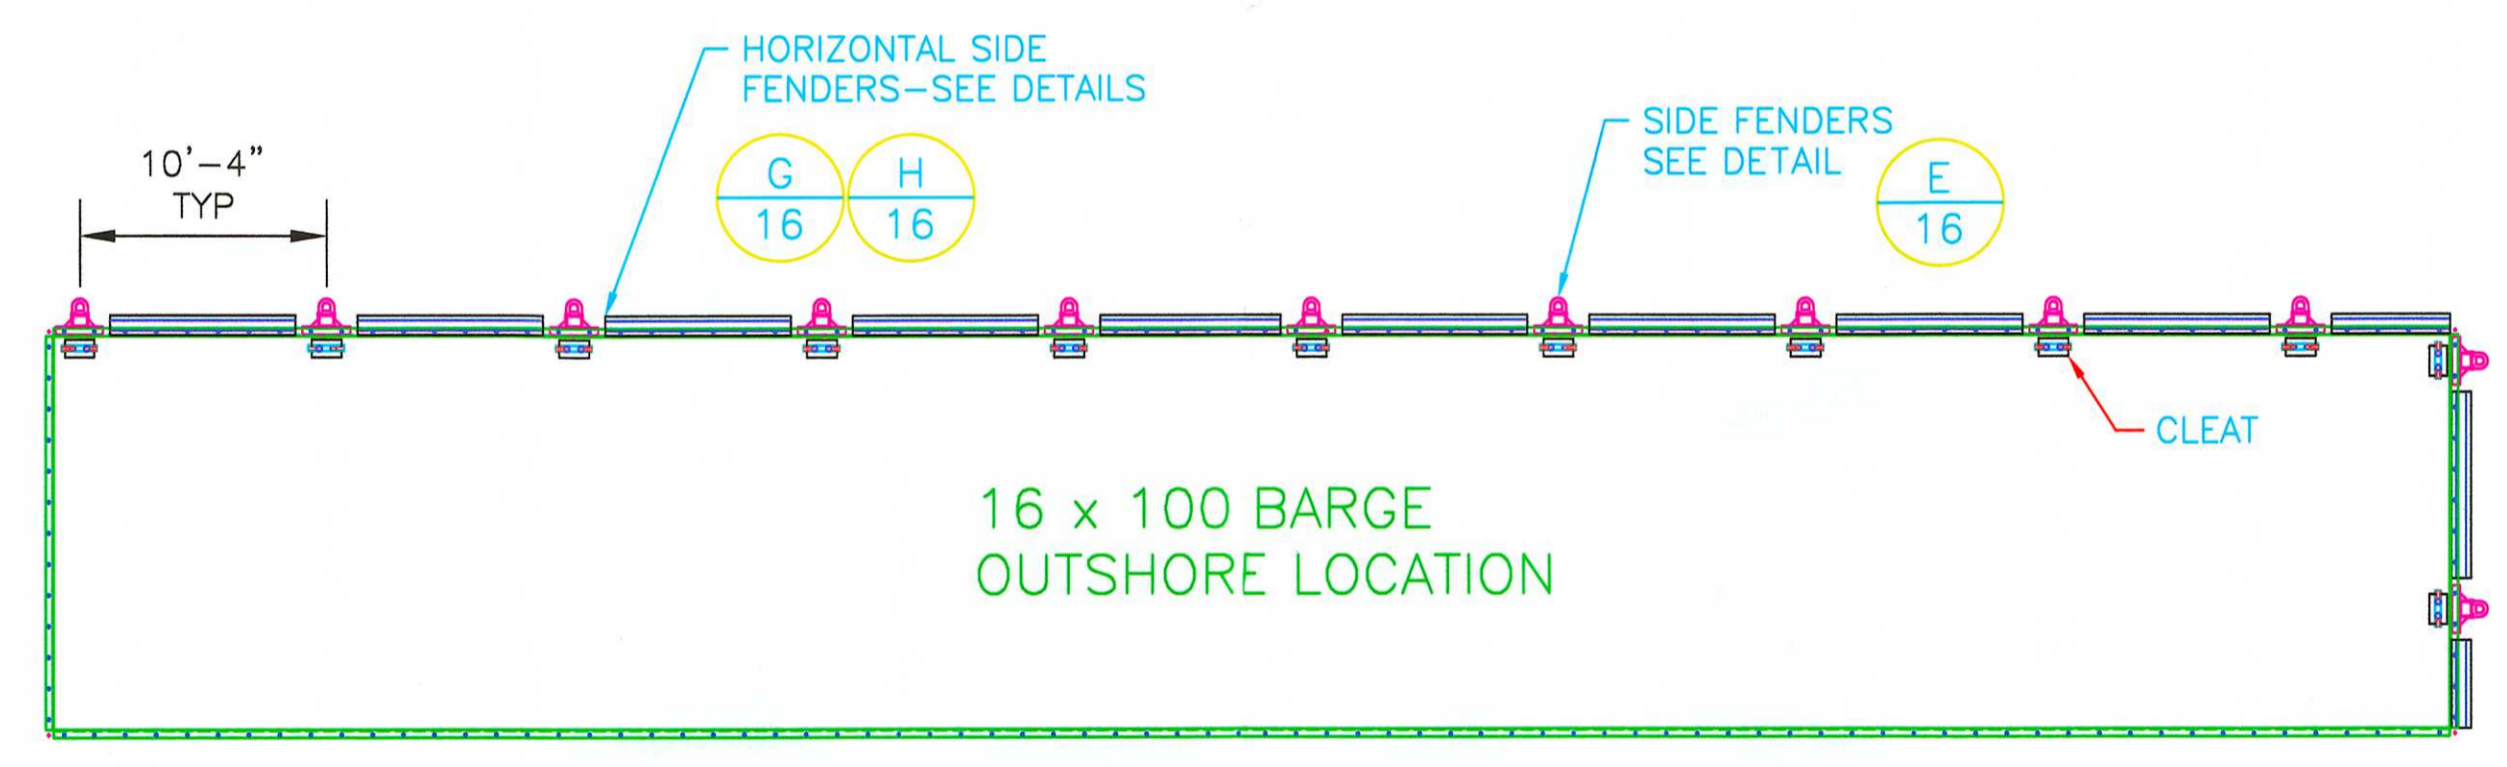 HORIZONTAL SIDE
FENDERS-SEE DETAILS
G
16
H
16
SIDE FENDERS
SEE DETAIL
E
16
10'-4"
TYP
CLEAT
16 x 100 BARGE
OUTSHORE LOCATION